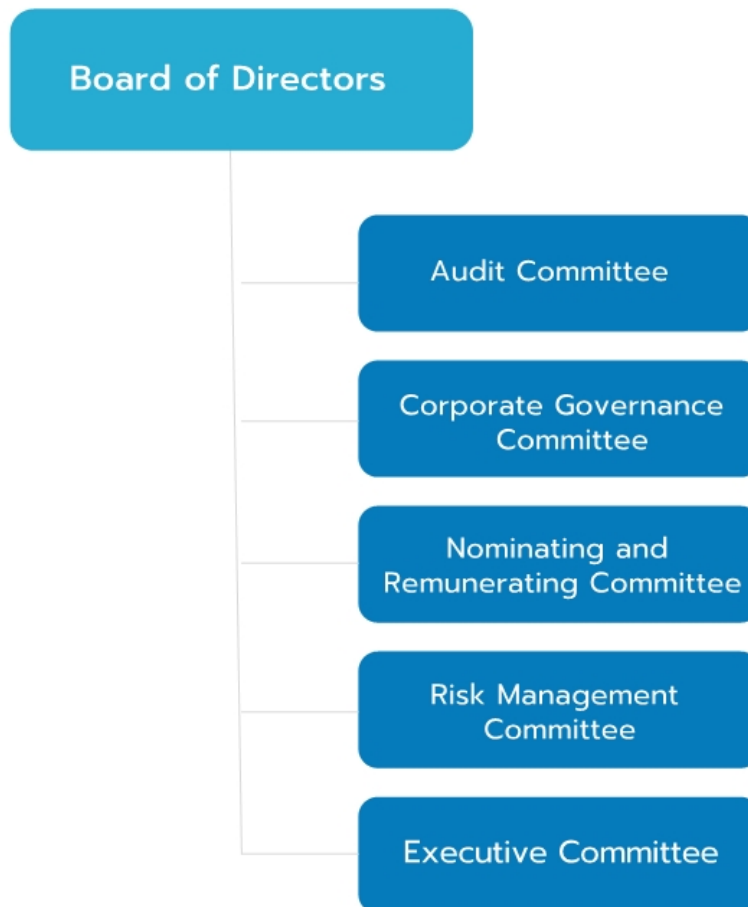 Board of Directors
Audit Committee
Corporate Governance
Committee
Nominating and
Remunerating Committee
Risk Management
Committee
Executive Committee